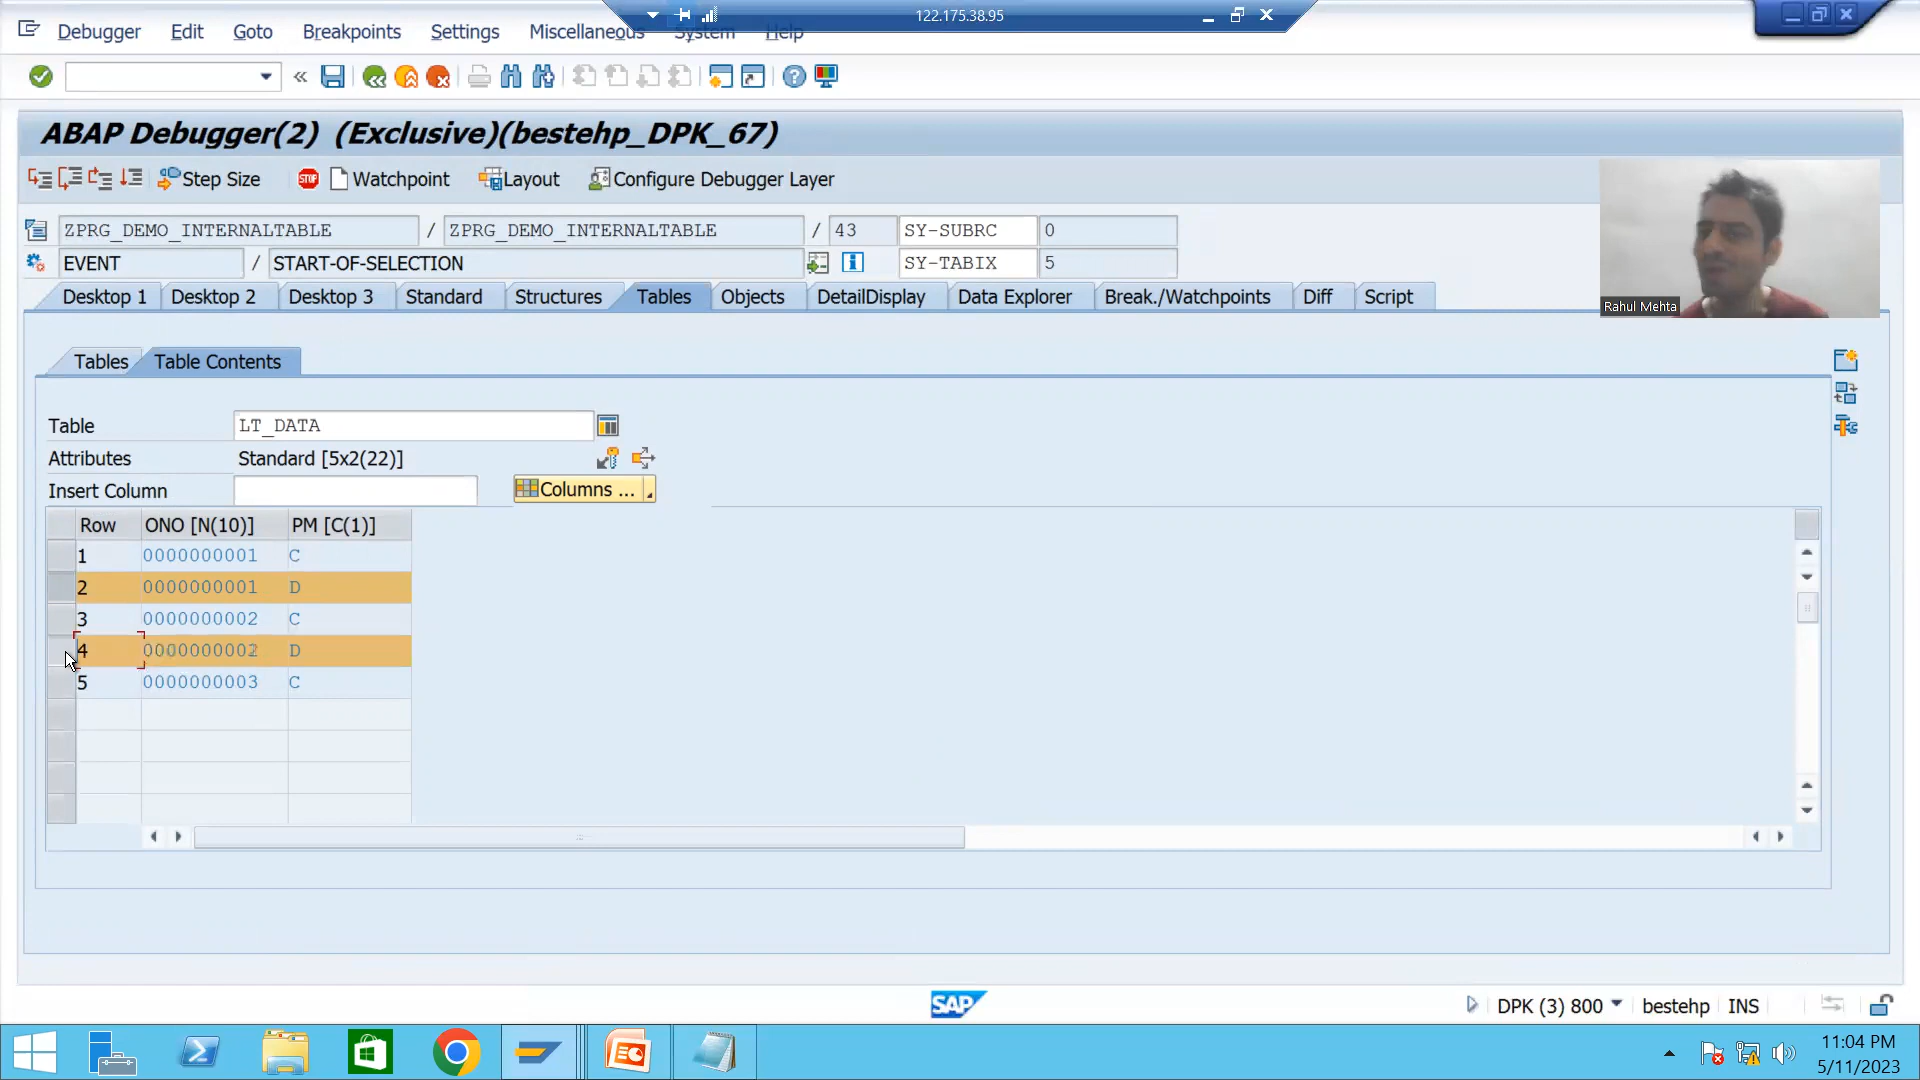 122.175.38.95
Debugger Edit Goto Breakpoints Settings Miscellaneous System Help
ABAP Debugger(2) (Exclusive)(bestehp_DPK_67)
Step Size STOP Watchpoint Layout Configure Debugger Layer
ZPRG_DEMO_INTERNALTABLE / ZPRG_DEMO_INTERNALTABLE / 43 SY-SUBRC 0
EVENT / START-OF-SELECTION SY-TABIX 5
Desktop 1 Desktop 2 Desktop 3 Standard Structures Tables Objects DetailDisplay Data Explorer Break./Watchpoints Diff Script
Rahul Mehta
Tables Table Contents
Table LT_DATA
Attributes Standard [5x2(22)]
Insert Column Columns ...
Row ONO [N(10)] PM [C(1)]
1 0000000001 C
2 0000000001 D
3 0000000002 C
4 0000000002 D
5 0000000003 C
SAP DPK (3) 800 bestehp INS
11:04 PM
5/11/2023